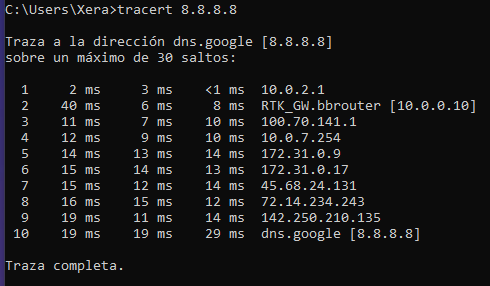 C:\Users\Xera>tracert 8.8.8.8
Traza a la dirección dns.google [8.8.8.8]
sobre un máximo de 30 saltos:
1 2 ms 3 ms <1 ms 10.0.2.1
2 40 ms 6 ms 8 ms RTK_GW.bbrouter [10.0.0.10]
3 11 ms 7 ms 10 ms 100.70.141.1
4 12 ms 9 ms 10 ms 10.0.7.254
5 14 ms 13 ms 14 ms 172.31.0.9
6 15 ms 14 ms 13 ms 172.31.0.17
7 15 ms 12 ms 14 ms 45.68.24.131
8 16 ms 15 ms 12 ms 72.14.234.243
9 19 ms 11 ms 14 ms 142.250.210.135
10 19 ms 19 ms 29 ms dns.google [8.8.8.8]
Traza completa.